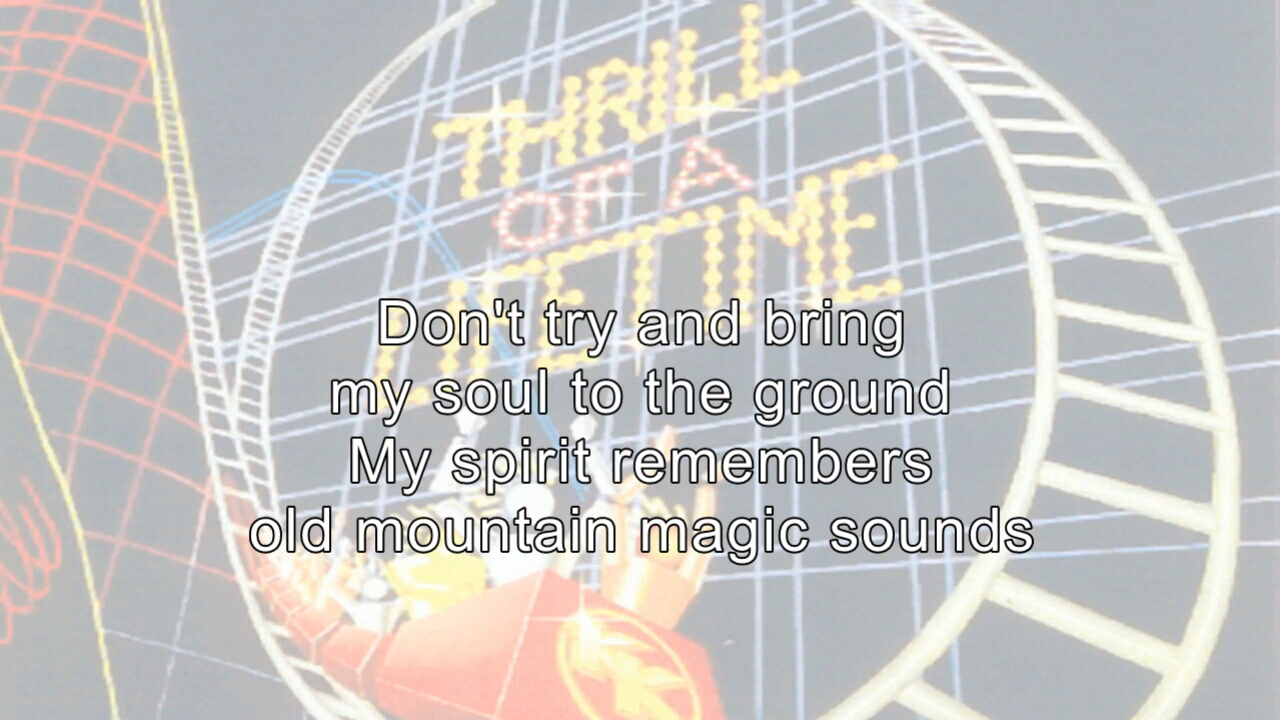 THRILL
OF A
LIFETIME
Don't try and bring
my soul to the ground
My spirit remembers
old mountain magic sounds